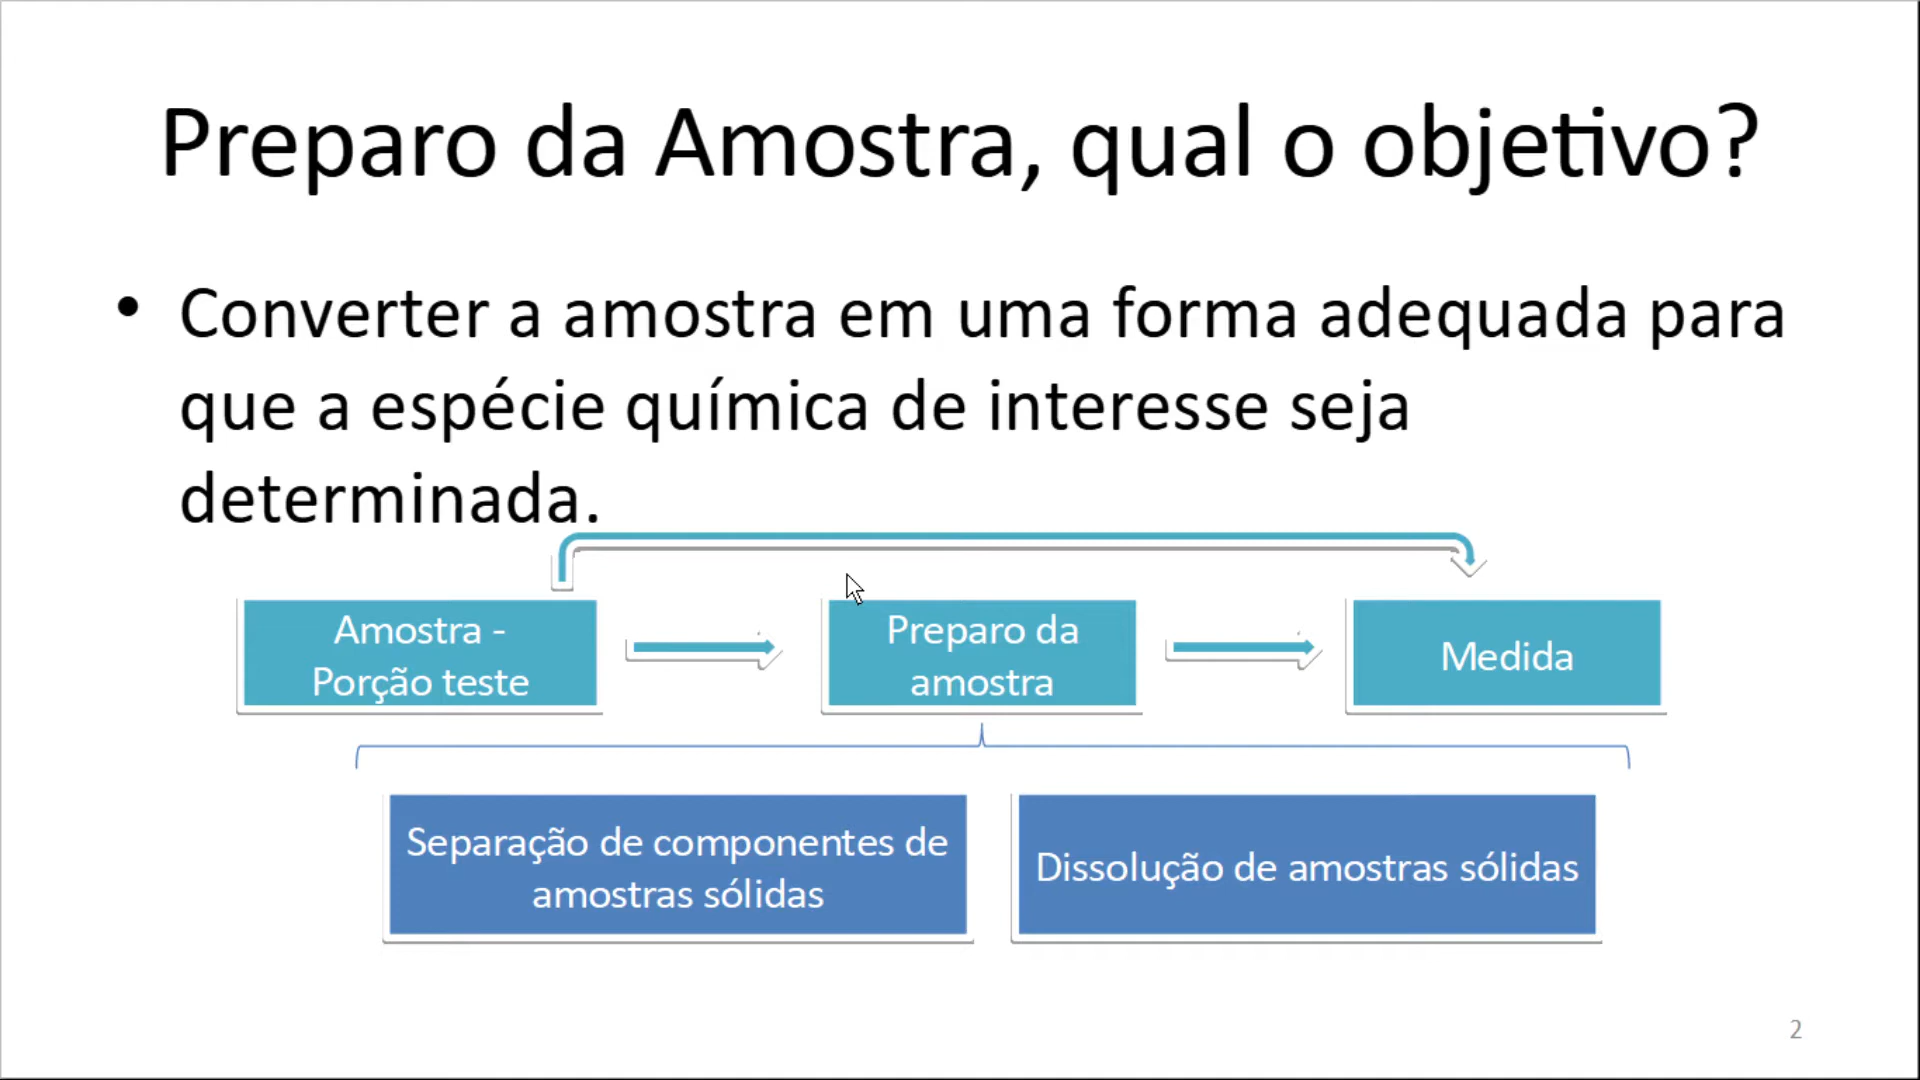 Preparo da Amostra, qual o objetivo?
• Converter a amostra em uma forma adequada para
que a espécie química de interesse seja
determinada.
Amostra -
Porção teste
Preparo da
amostra
Medida
Separação de componentes de
amostras sólidas
Dissolução de amostras sólidas
2